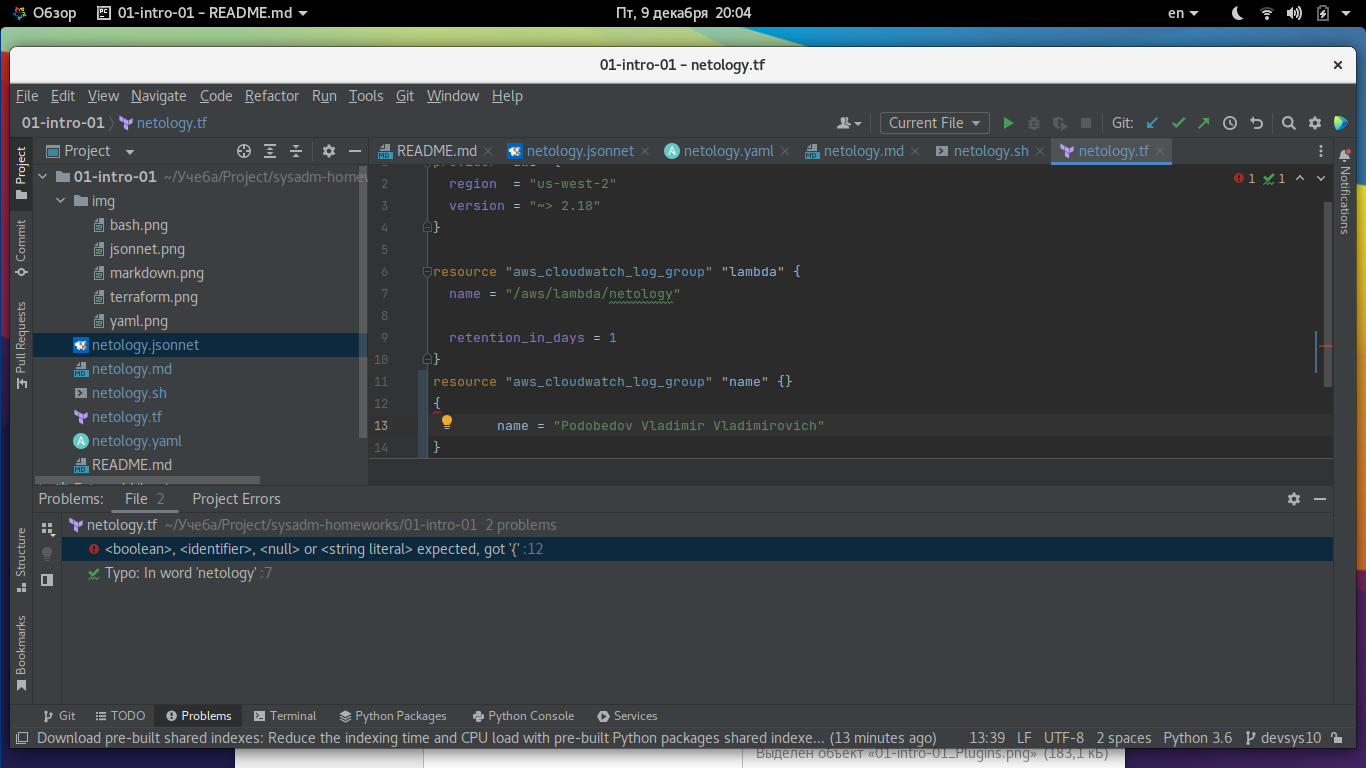 Обзор 01-intro-01 – README.md Пт, 9 декабря 20:04 en
01-intro-01 – netology.tf
File Edit View Navigate Code Refactor Run Tools Git Window Help
01-intro-01 netology.tf Current File Git:
Project
README.md netology.jsonnet netology.yaml netology.md netology.sh netology.tf
Project
Commit
Pull Requests
Structure
Bookmarks
Notifications
01-intro-01 ~/Учеба/Project/sysadm-homew
img
bash.png
jsonnet.png
markdown.png
terraform.png
yaml.png
netology.jsonnet
netology.md
netology.sh
netology.tf
netology.yaml
README.md
1 1
2 region = "us-west-2"
3 version = "~> 2.18"
4 }
5
6 resource "aws_cloudwatch_log_group" "lambda" {
7 name = "/aws/lambda/netology"
8
9 retention_in_days = 1
10 }
11 resource "aws_cloudwatch_log_group" "name" {}
12 {
13 name = "Podobedov Vladimir Vladimirovich"
14 }
Problems: File 2 Project Errors
netology.tf ~/Учеба/Project/sysadm-homeworks/01-intro-01 2 problems
<boolean>, <identifier>, <null> or <string literal> expected, got '{' :12
Typo: In word 'netology' :7
Git TODO Problems Terminal Python Packages Python Console Services
Download pre-built shared indexes: Reduce the indexing time and CPU load with pre-built Python packages shared indexe... (13 minutes ago) 13:39 LF UTF-8 2 spaces Python 3.6 devsys10
Выделен объект «01-intro-01_Plugins.png» (183,1 кБ)